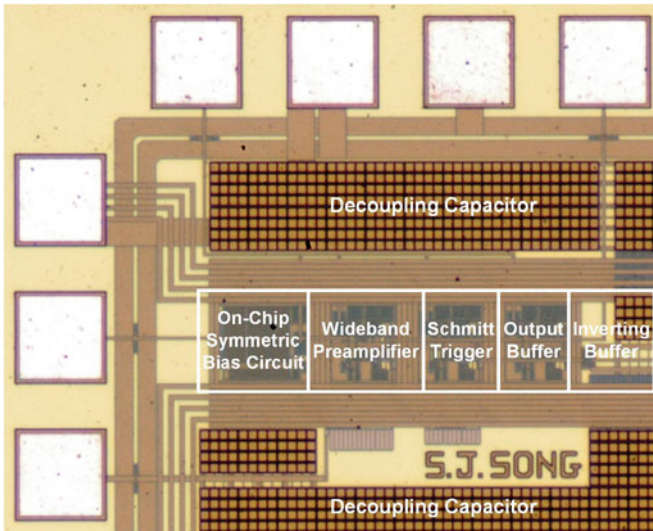 Decoupling Capacitor
On-Chip
Symmetric
Bias Circuit
Wideband
Preamplifier
Schmitt
Trigger
Output
Buffer
Inverting
Buffer
S.J.SONG
Decoupling Capacitor